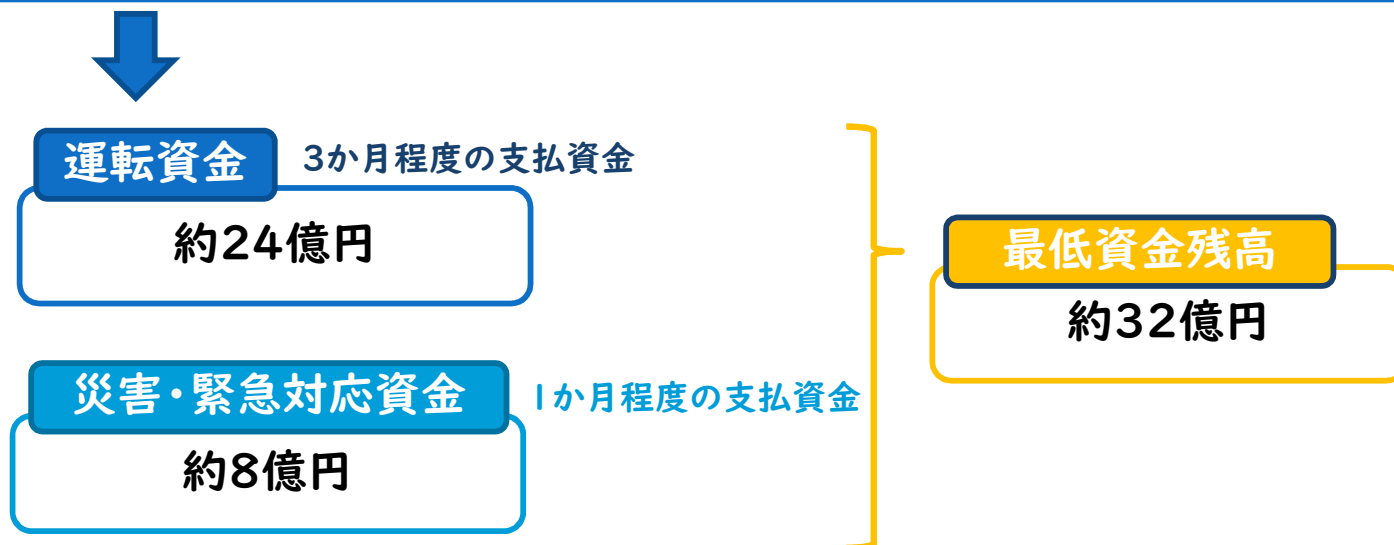 運転資金
3か月程度の支払資金
約24億円
災害・緊急対応資金
1か月程度の支払資金
約8億円
最低資金残高
約32億円